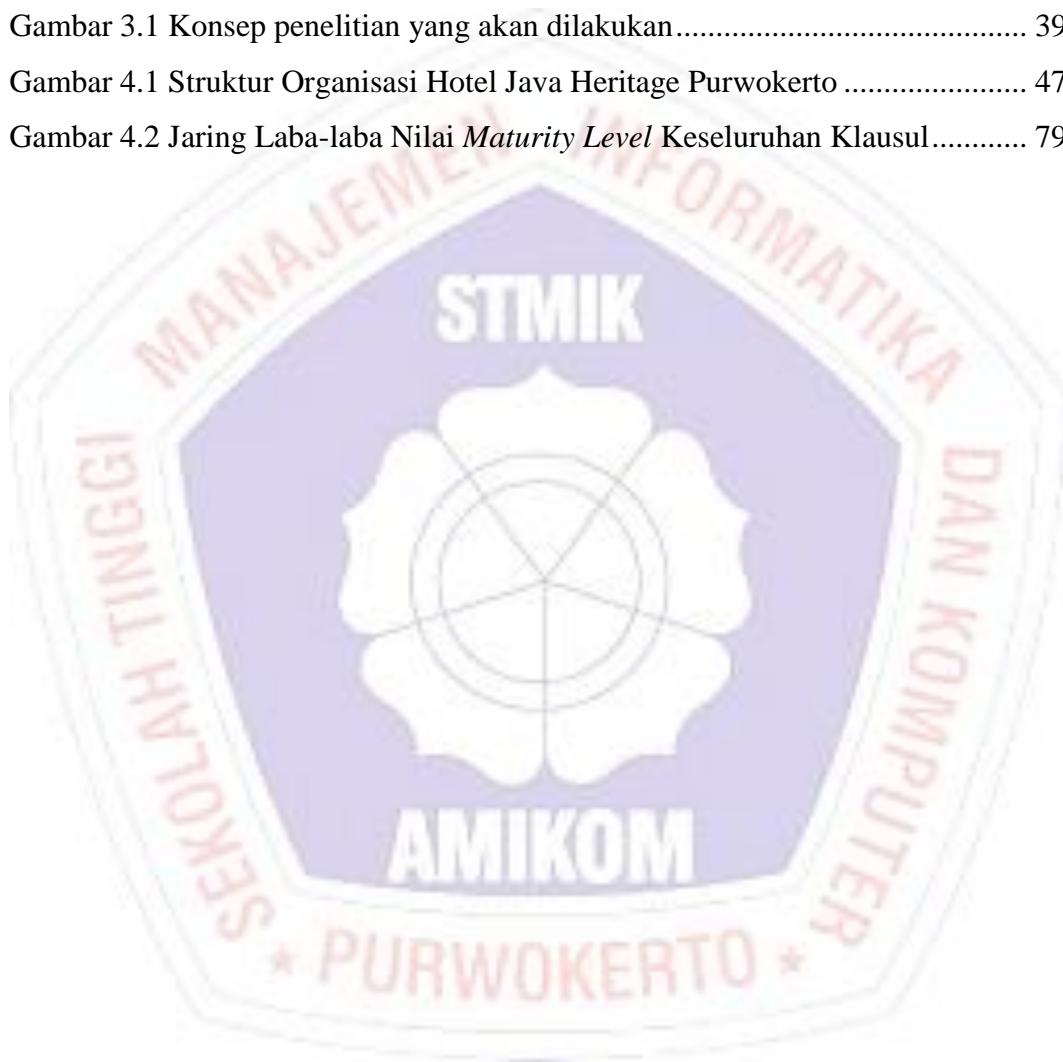 Gambar 3.1 Konsep penelitian yang akan dilakukan.......................................... 39
Gambar 4.1 Struktur Organisasi Hotel Java Heritage Purwokerto ...................... 47
Gambar 4.2 Jaring Laba-laba Nilai Maturity Level Keseluruhan Klausul............ 79
SEKOLAH TINGGI MANAJEMEN INFORMATIKA DAN KOMPUTER
STMIK
AMIKOM
* PURWOKERTO *